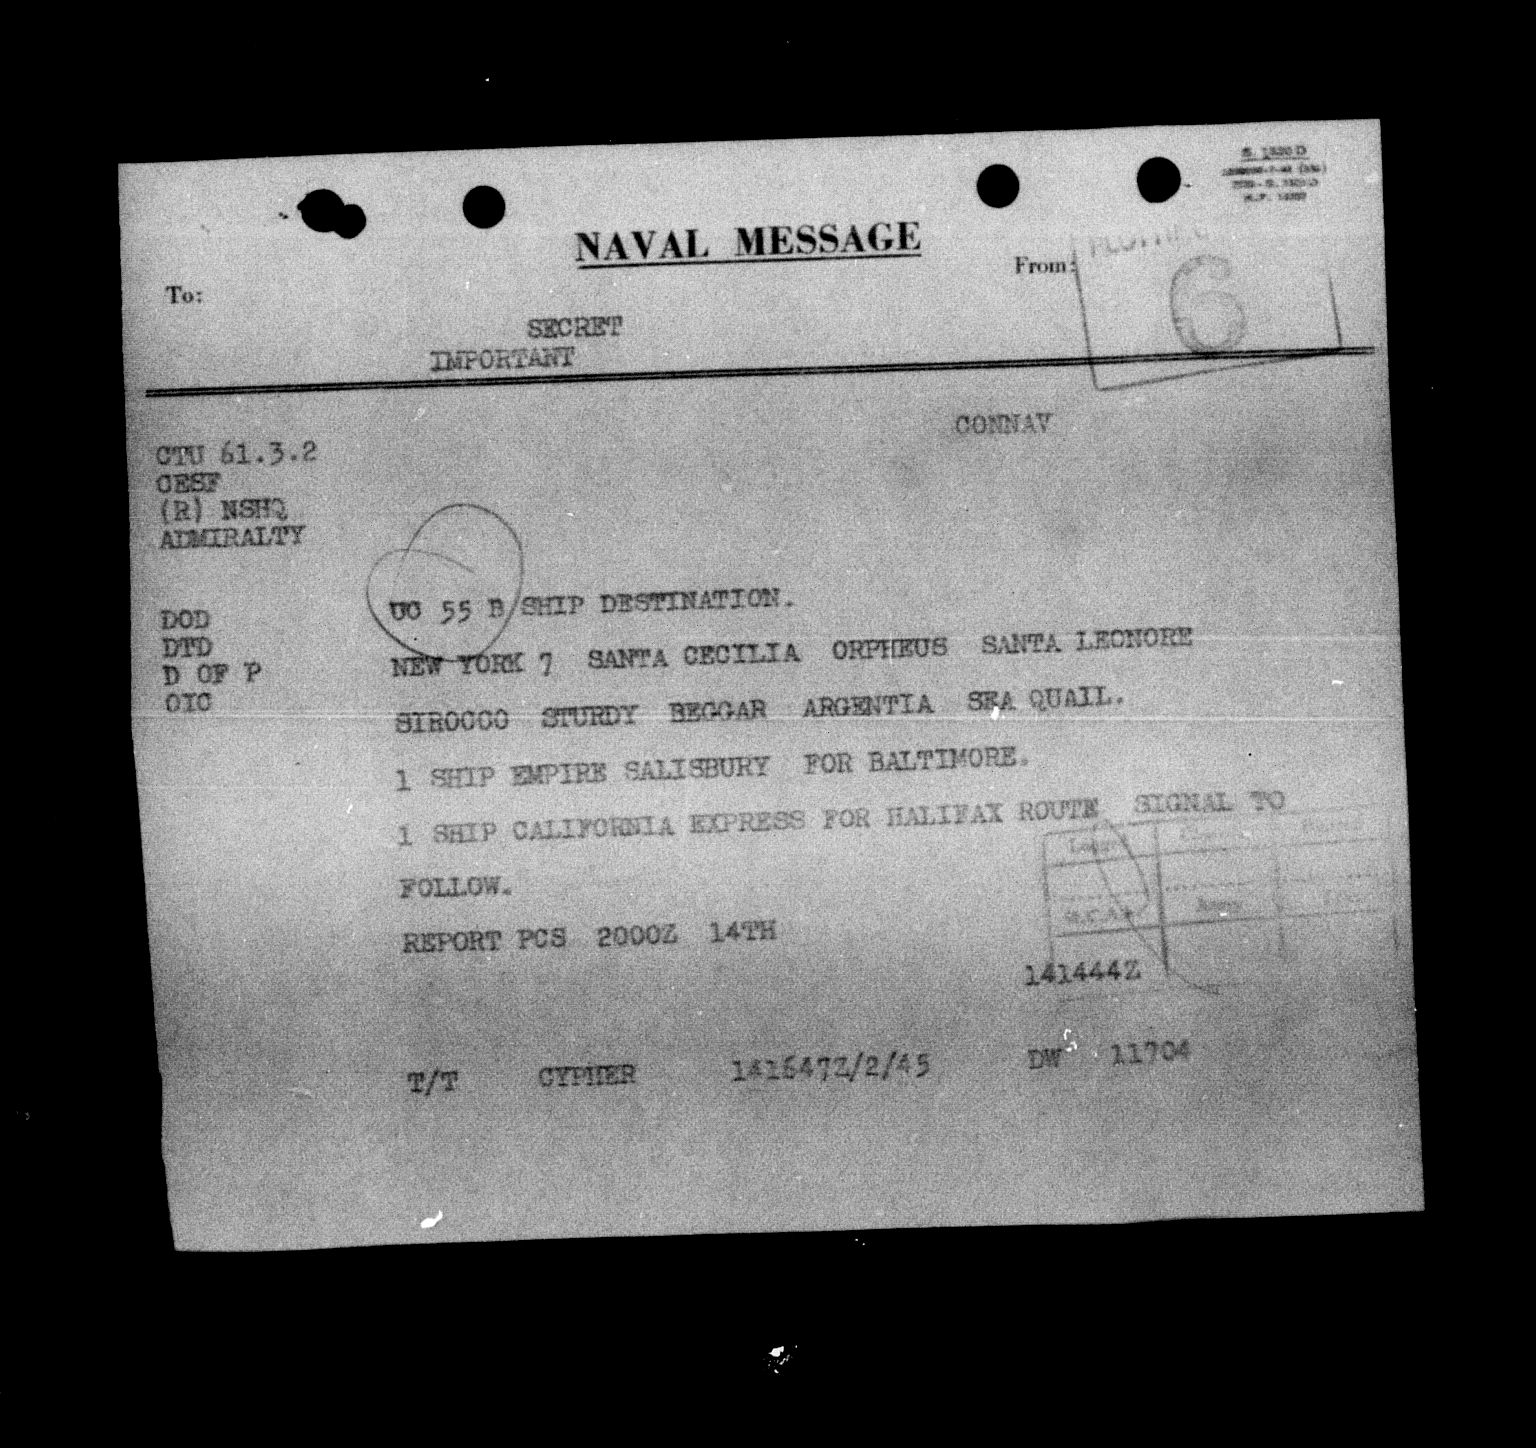 S. 1320 D
NAVAL MESSAGE
To:
From:
PLOTTING
6
SECRET
IMPORTANT
CONNAV
CTU 61.3.2
CESF
(R) NSHQ
ADMIRALTY
DOD
DTD
D OF P
OIC
UC 55 B SHIP DESTINATION.
NEW YORK 7 SANTA CECILIA ORPHEUS SANTA LEONORE
SIROCCO STURDY BEGGAR ARGENTIA SEA QUAIL.
1 SHIP EMPIRE SALISBURY FOR BALTIMORE.
1 SHIP CALIFORNIA EXPRESS FOR HALIFAX ROUTE SIGNAL TO
FOLLOW.
REPORT PCS 2000Z 14TH
141444Z
T/T CYPHER 141647Z/2/45 DW 11704